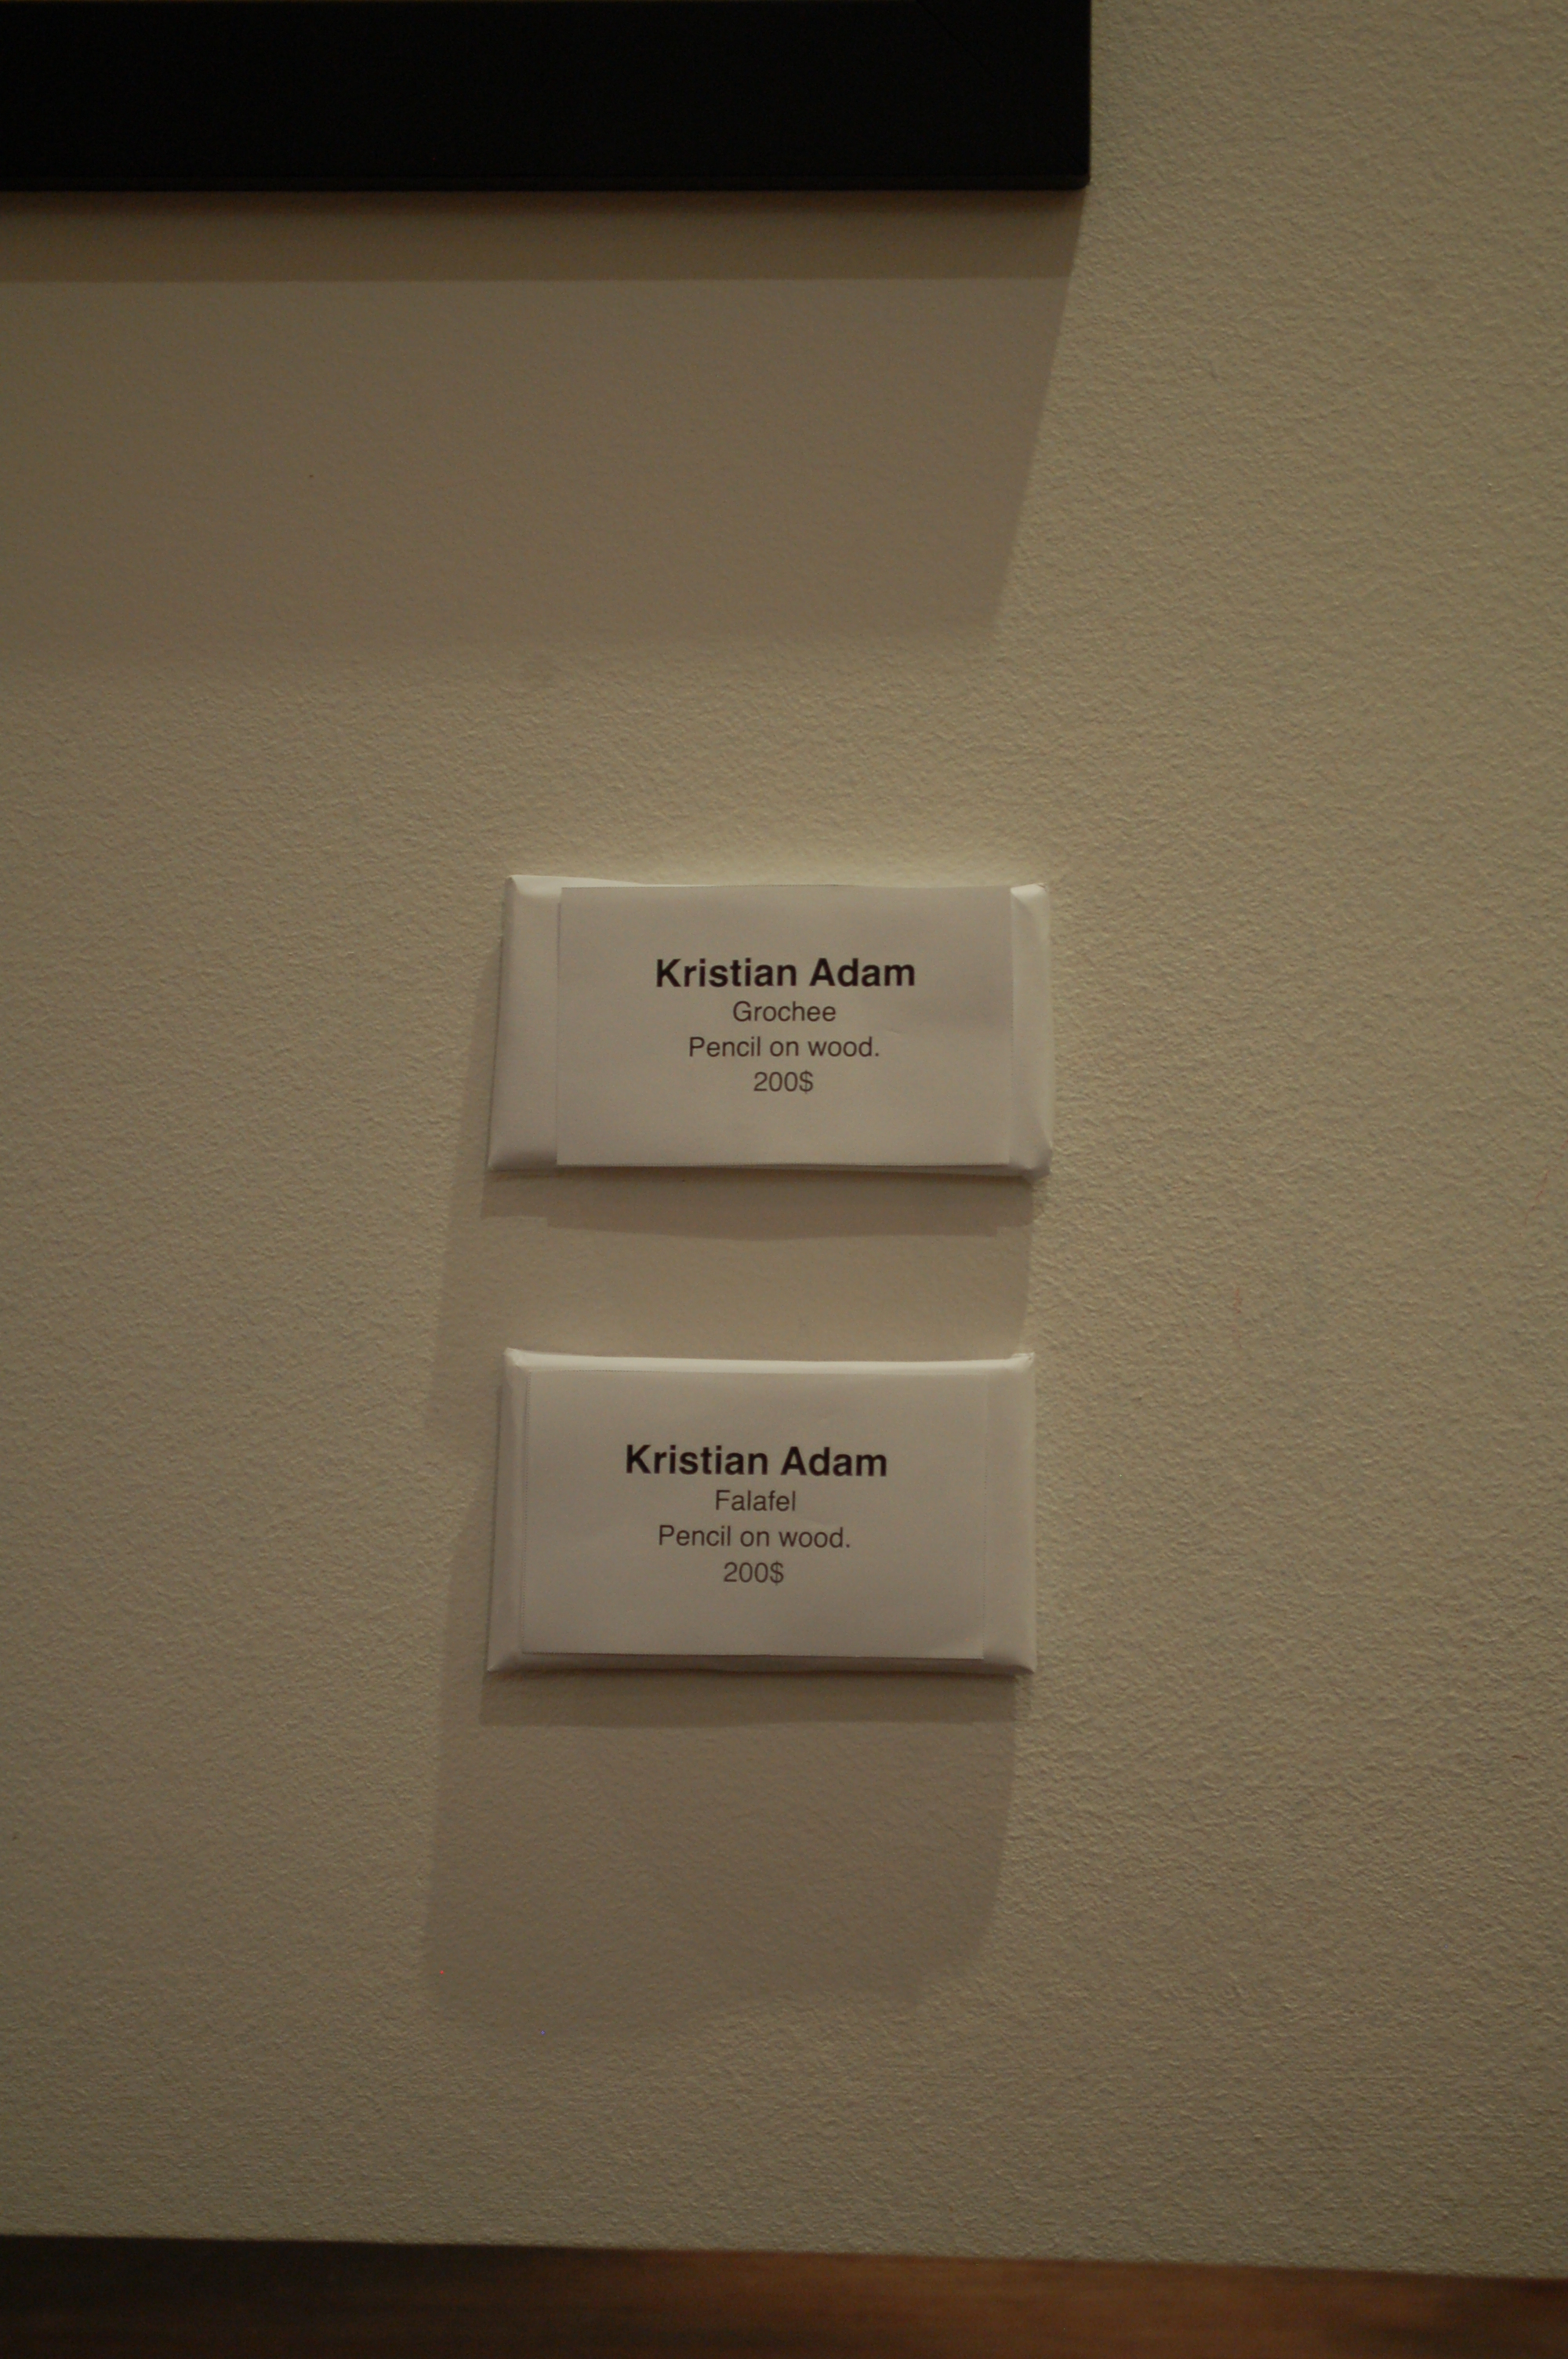 Kristian Adam
Grochee
Pencil on wood.
200$
Kristian Adam
Falafel
Pencil on wood.
200$